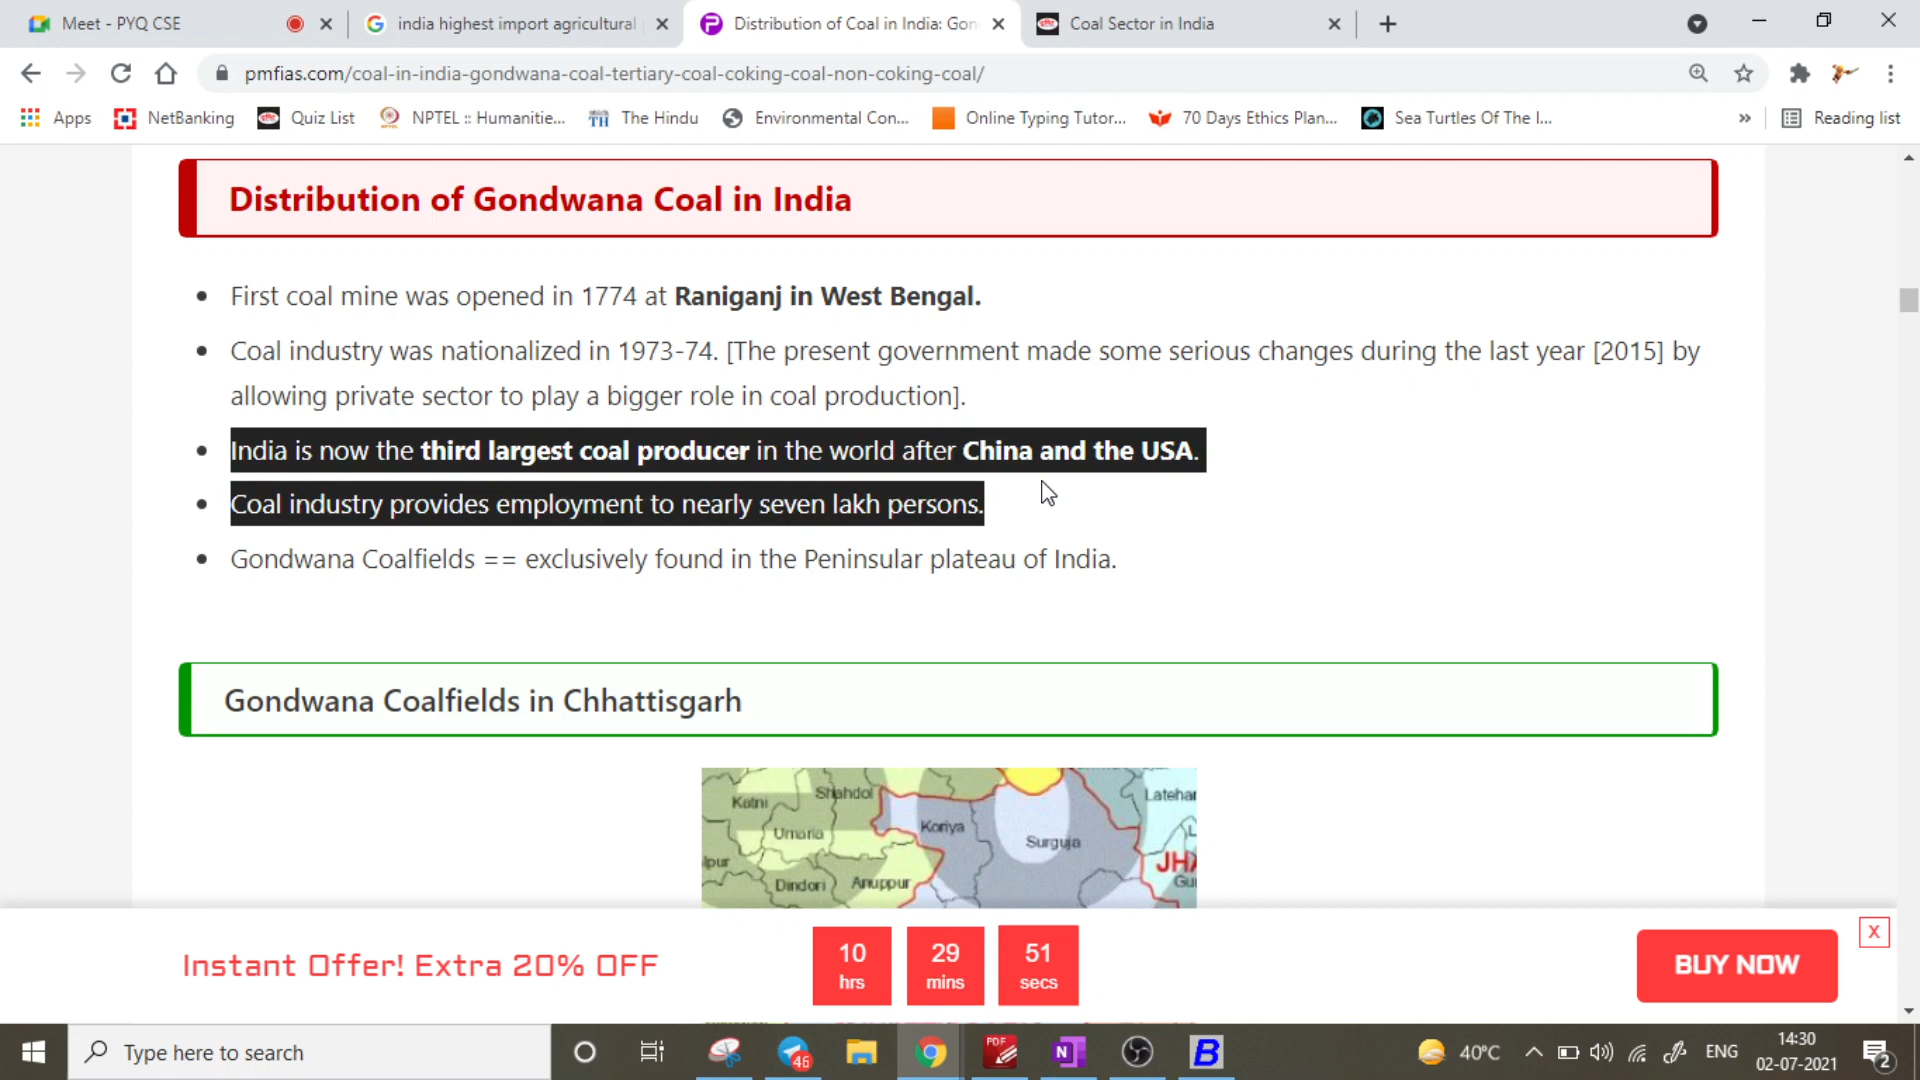 Meet - PYQ CSE
india highest import agricultural
Distribution of Coal in India: Gon
Coal Sector in India
pmfias.com/coal-in-india-gondwana-coal-tertiary-coal-coking-coal-non-coking-coal/
Apps
NetBanking
Quiz List
NPTEL :: Humanitie...
TH
The Hindu
Environmental Con...
Online Typing Tutor...
70 Days Ethics Plan...
Sea Turtles Of The I...
»
Reading list
Distribution of Gondwana Coal in India
• First coal mine was opened in 1774 at Raniganj in West Bengal.
• Coal industry was nationalized in 1973-74. [The present government made some serious changes during the last year [2015] by
allowing private sector to play a bigger role in coal production].
• India is now the third largest coal producer in the world after China and the USA.
• Coal industry provides employment to nearly seven lakh persons.
• Gondwana Coalfields == exclusively found in the Peninsular plateau of India.
Gondwana Coalfields in Chhattisgarh
Katni
Shahdol
Latehar
Koriya
Umaria
Surguja
lpur
JHA
Dindori
Anuppur
Gu
Instant Offer! Extra 20% OFF
10 29 51
hrs mins secs
BUY NOW
X
Type here to search
46
PDF
N
B
40°C
ENG
14:30
02-07-2021
2